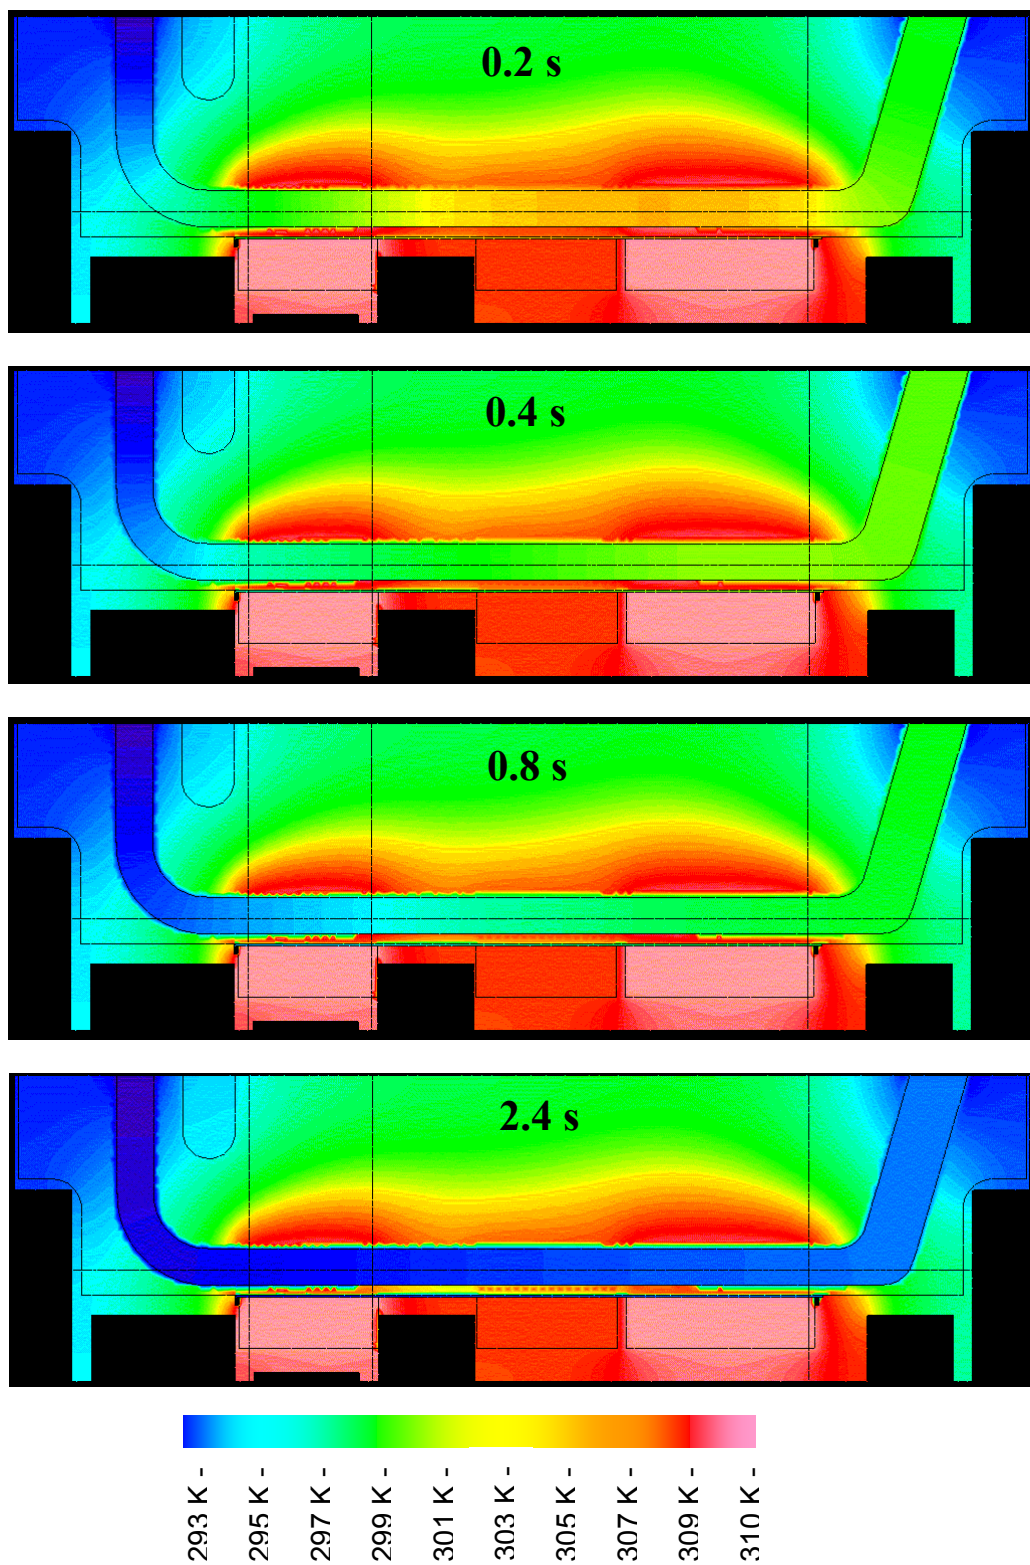 0.2 s
0.4 s
0.8 s
2.4 s
293 K -
295 K -
297 K -
299 K -
301 K -
303 K -
305 K -
307 K -
309 K -
310 K -